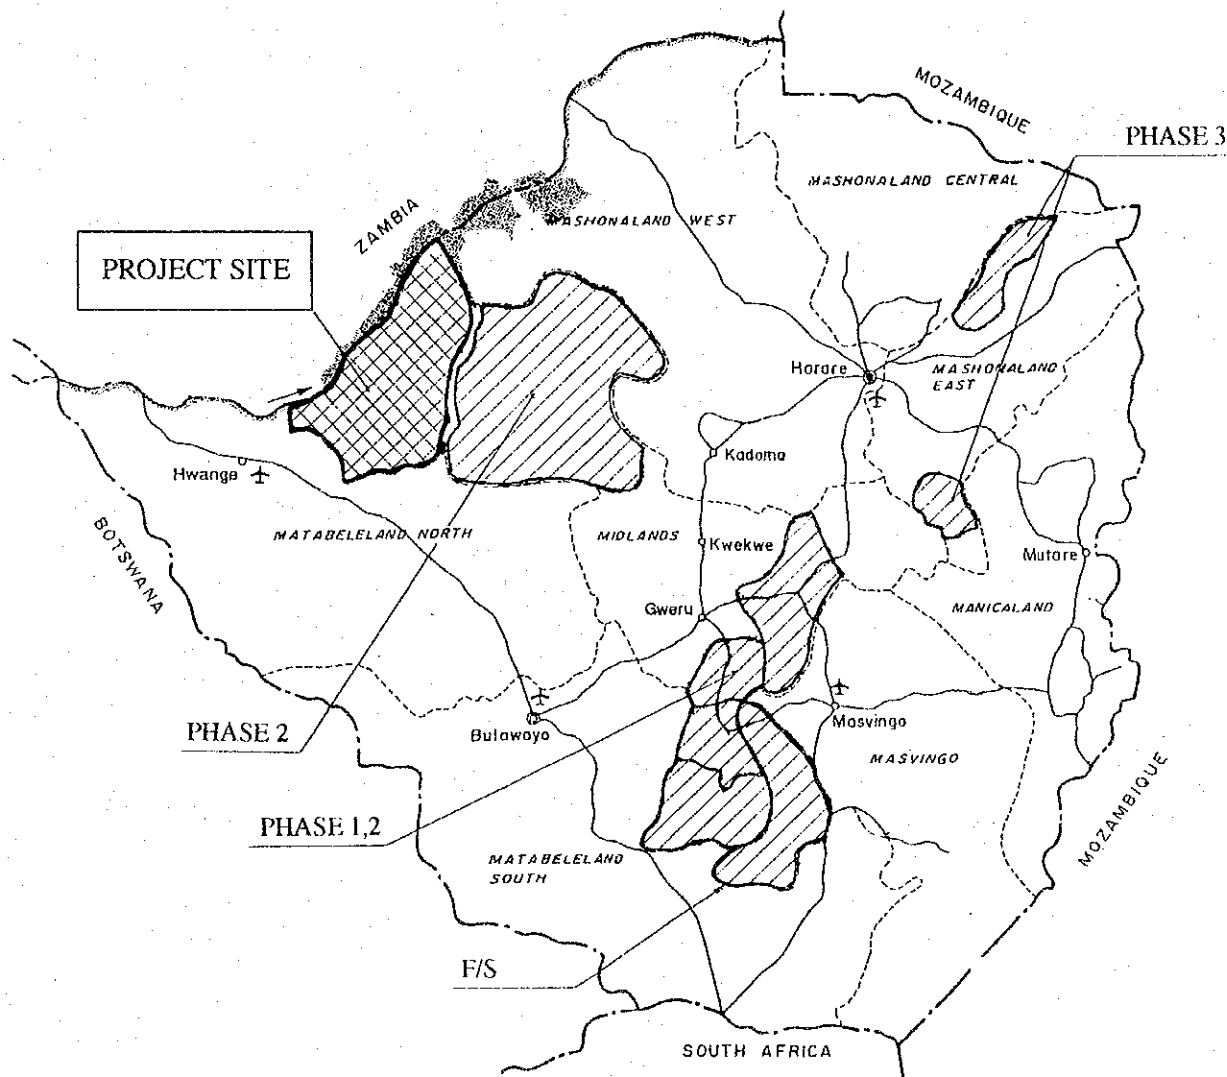 MOZAMBIQUE
PHASE 3
MASHONALAND CENTRAL
ZAMBIA
MASHONALAND WEST
PROJECT SITE
Harare
MASHONALAND
EAST
Kadoma
Hwange
BOTSWANA
MATABELELAND NORTH
MIDLANDS
Kwekwe
Mutare
Gweru
MANICALAND
PHASE 2
Bulawayo
Masvingo
MASVINGO
PHASE 1,2
MOZAMBIQUE
MATABELELAND
SOUTH
F/S
SOUTH AFRICA